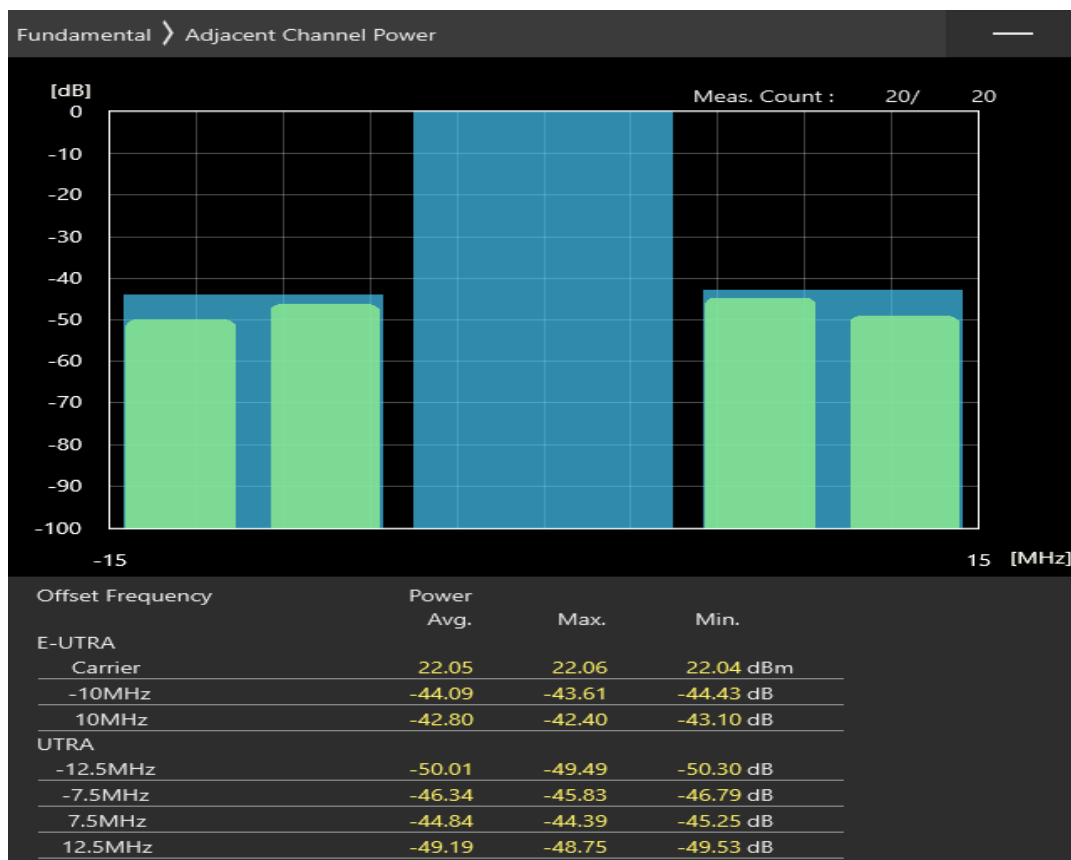 Fundamental ❯ Adjacent Channel Power
[dB]
Meas. Count : 20/ 20
0
-10
-20
-30
-40
-50
-60
-70
-80
-90
-100
-15 15 [MHz]
Offset Frequency Power
Avg. Max. Min.
E-UTRA
Carrier 22.05 22.06 22.04 dBm
-10MHz -44.09 -43.61 -44.43 dB
10MHz -42.80 -42.40 -43.10 dB
UTRA
-12.5MHz -50.01 -49.49 -50.30 dB
-7.5MHz -46.34 -45.83 -46.79 dB
7.5MHz -44.84 -44.39 -45.25 dB
12.5MHz -49.19 -48.75 -49.53 dB